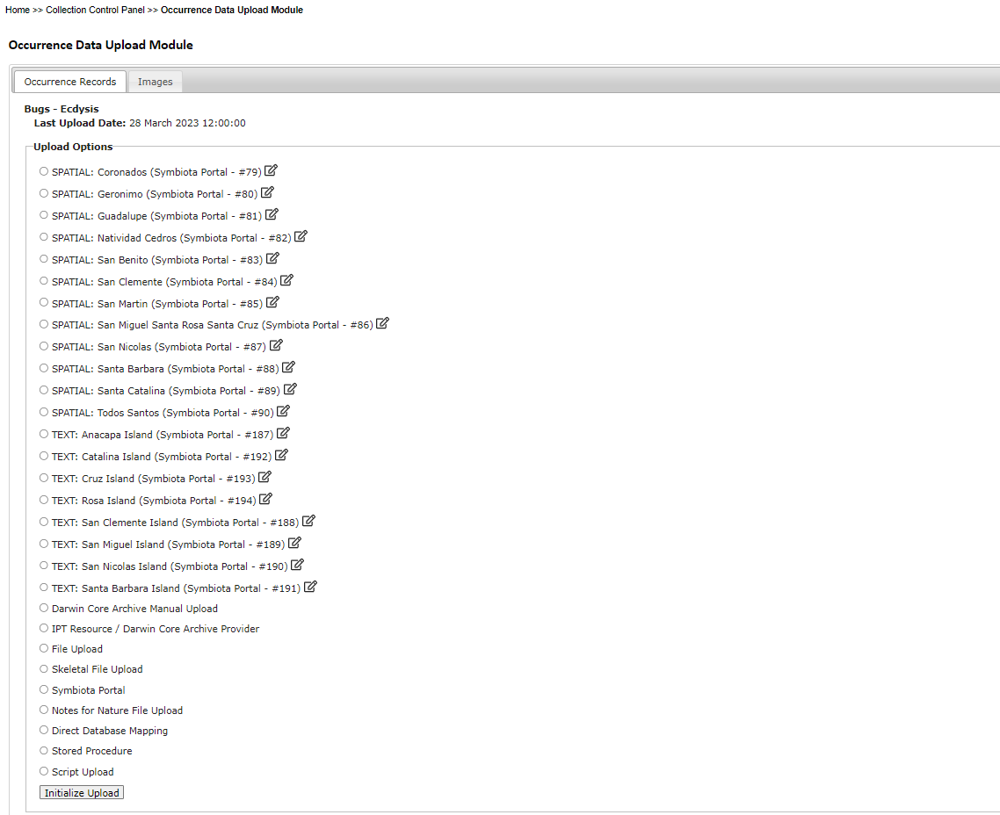 Home >> Collection Control Panel >> Occurrence Data Upload Module
Occurrence Data Upload Module
Occurrence Records
Images
Bugs - Ecdysis
Last Upload Date: 28 March 2023 12:00:00
Upload Options
SPATIAL: Coronados (Symbiota Portal - #79)
SPATIAL: Geronimo (Symbiota Portal - #80)
SPATIAL: Guadalupe (Symbiota Portal - #81)
SPATIAL: Natividad Cedros (Symbiota Portal - #82)
SPATIAL: San Benito (Symbiota Portal - #83)
SPATIAL: San Clemente (Symbiota Portal - #84)
SPATIAL: San Martin (Symbiota Portal - #85)
SPATIAL: San Miguel Santa Rosa Santa Cruz (Symbiota Portal - #86)
SPATIAL: San Nicolas (Symbiota Portal - #87)
SPATIAL: Santa Barbara (Symbiota Portal - #88)
SPATIAL: Santa Catalina (Symbiota Portal - #89)
SPATIAL: Todos Santos (Symbiota Portal - #90)
TEXT: Anacapa Island (Symbiota Portal - #187)
TEXT: Catalina Island (Symbiota Portal - #192)
TEXT: Cruz Island (Symbiota Portal - #193)
TEXT: Rosa Island (Symbiota Portal - #194)
TEXT: San Clemente Island (Symbiota Portal - #188)
TEXT: San Miguel Island (Symbiota Portal - #189)
TEXT: San Nicolas Island (Symbiota Portal - #190)
TEXT: Santa Barbara Island (Symbiota Portal - #191)
Darwin Core Archive Manual Upload
IPT Resource / Darwin Core Archive Provider
File Upload
Skeletal File Upload
Symbiota Portal
Notes for Nature File Upload
Direct Database Mapping
Stored Procedure
Script Upload
Initialize Upload